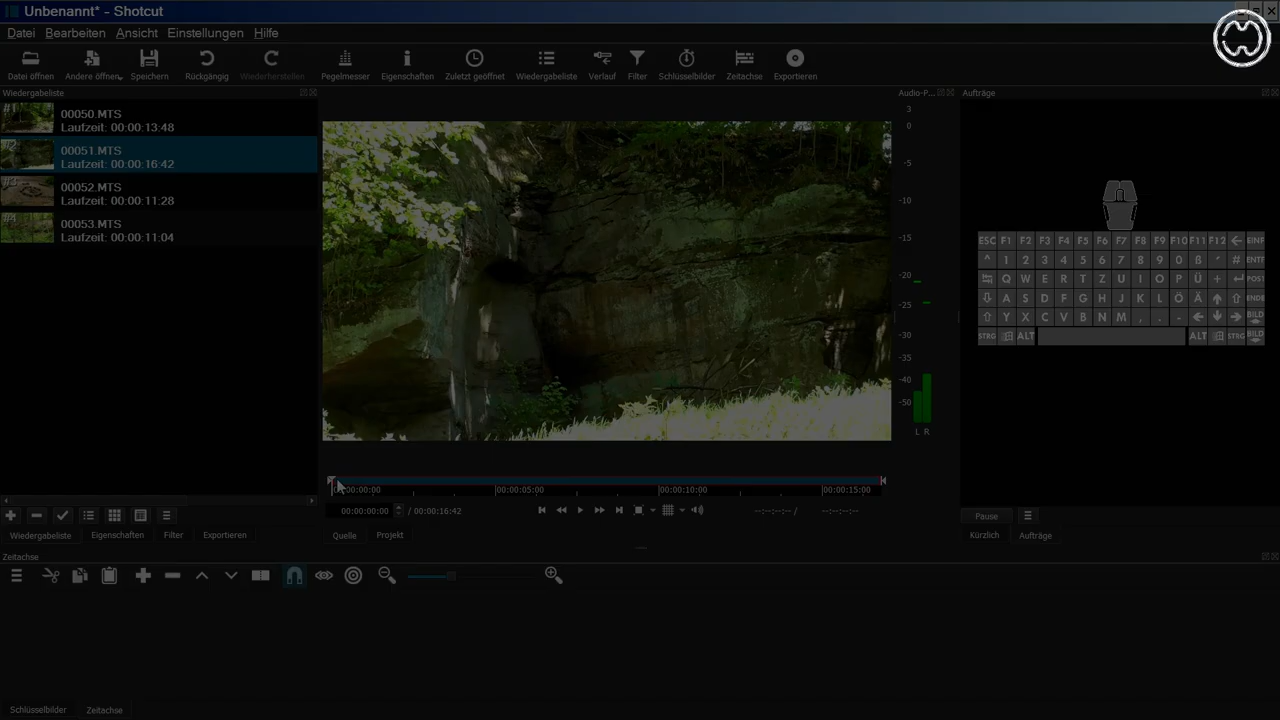 Unbenannt* - Shotcut
Datei Bearbeiten Ansicht Einstellungen Hilfe
Datei öffnen Andere öffnen Speichern Rückgängig Wiederherstellen Pegelmesser Eigenschaften Zuletzt geöffnet Wiedergabeliste Verlauf Filter Schlüsselbilder Zeitachse Exportieren
Wiedergabeliste
#1
00050.MTS
Laufzeit: 00:00:13:48
#2
00051.MTS
Laufzeit: 00:00:16:42
#3
00052.MTS
Laufzeit: 00:00:11:28
#4
00053.MTS
Laufzeit: 00:00:11:04
Wiedergabeliste Eigenschaften Filter Exportieren
00:00:00:00 00:00:05:00 00:00:10:00 00:00:15:00
00:00:00:00 / 00:00:16:42 --:--:--:-- / --:--:--:--
Quelle Projekt
Audio-P...
3
0
-5
-10
-15
-20
-25
-30
-35
-40
-50
L R
Aufträge
ESC F1 F2 F3 F4 F5 F6 F7 F8 F9 F10 F11 F12 EINF
^ 1 2 3 4 5 6 7 8 9 0 ß ´ # ENTF
Q W E R T Z U I O P Ü + POS1
A S D F G H J K L Ö Ä ENDE
Y X C V B N M , . - BILD
STRG ALT ALT STRG BILD
Pause
Kürzlich Aufträge
Zeitachse
Schlüsselbilder Zeitachse